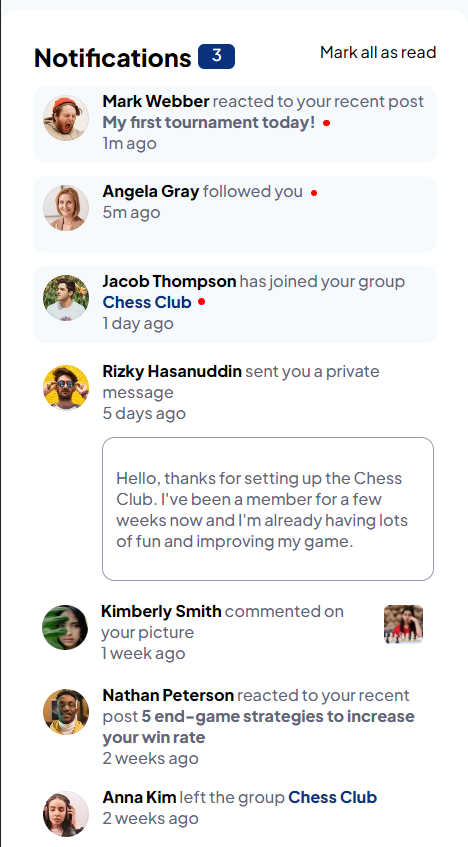 Notifications 3
Mark all as read
Mark Webber reacted to your recent post
My first tournament today!
1m ago
Angela Gray followed you
5m ago
Jacob Thompson has joined your group
Chess Club
1 day ago
Rizky Hasanuddin sent you a private
message
5 days ago
Hello, thanks for setting up the Chess
Club. I've been a member for a few
weeks now and I'm already having lots
of fun and improving my game.
Kimberly Smith commented on
your picture
1 week ago
Nathan Peterson reacted to your recent
post 5 end-game strategies to increase
your win rate
2 weeks ago
Anna Kim left the group Chess Club
2 weeks ago